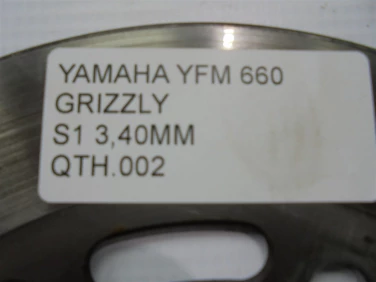 YAMAHA YFM 660
GRIZZLY
S1 3,40MM
QTH.002